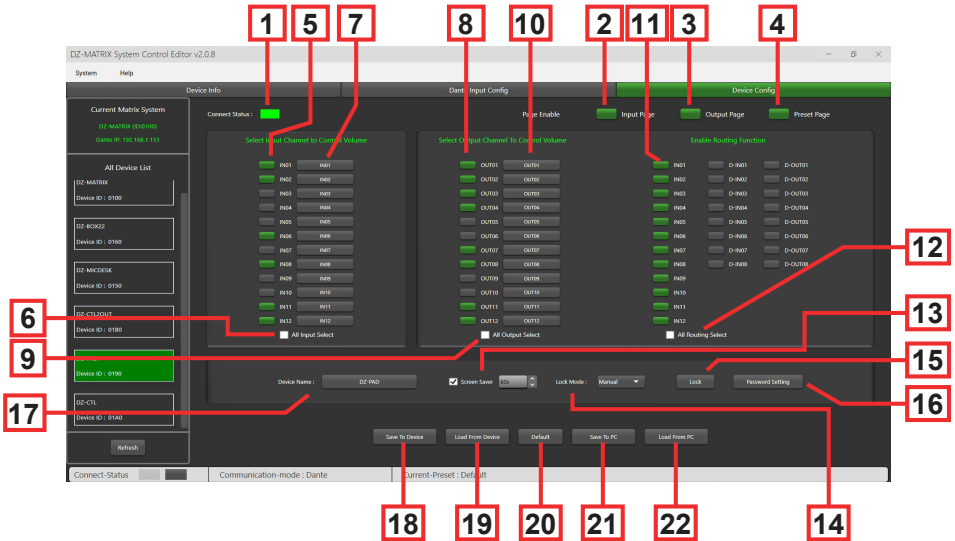 1 5 7 8 10 2 11 3 4
DZ-MATRIX System Control Editor v2.0.8
System Help
Device Info Dante Input Config Device Config
Current Matrix System
DZ-MATRIX (ID:0100)
Dante IP: 192.168.1.153
Connect Status : Page Enable Input Page Output Page Preset Page
Select Input Channel to Control Volume Select Output Channel To Control Volume Enable Routing Function
All Device List
DZ-MATRIX
Device ID : 0100
DZ-BOX22
Device ID : 0160
DZ-MICDESK
Device ID : 0150
DZ-CTL2OUT
Device ID : 0180
Device ID : 0190
DZ-CTL
Device ID : 01A0
Refresh
IN01 IN01 OUT01 OUT01 IN01 D-IN01 D-OUT01
IN02 IN02 OUT02 OUT02 IN02 D-IN02 D-OUT02
IN03 IN03 OUT03 OUT03 IN03 D-IN03 D-OUT03
IN04 IN04 OUT04 OUT04 IN04 D-IN04 D-OUT04
IN05 IN05 OUT05 OUT05 IN05 D-IN05 D-OUT05
IN06 IN06 OUT06 OUT06 IN06 D-IN06 D-OUT06
IN07 IN07 OUT07 OUT07 IN07 D-IN07 D-OUT07
IN08 IN08 OUT08 OUT08 IN08 D-IN08 D-OUT08
IN09 IN09 OUT09 OUT09 IN09
IN10 IN10 OUT10 OUT10 IN10
IN11 IN11 OUT11 OUT11 IN11
IN12 IN12 OUT12 OUT12 IN12
All Input Select All Output Select All Routing Select
6
9
17
12
13
15
16
Device Name : DZ-PAD Screen Saver 60s Lock Mode : Manual Lock Password Setting
Save To Device Load From Device Default Save To PC Load From PC
Connect-Status Communication-mode : Dante Current-Preset : Default
18 19 20 21 22 14